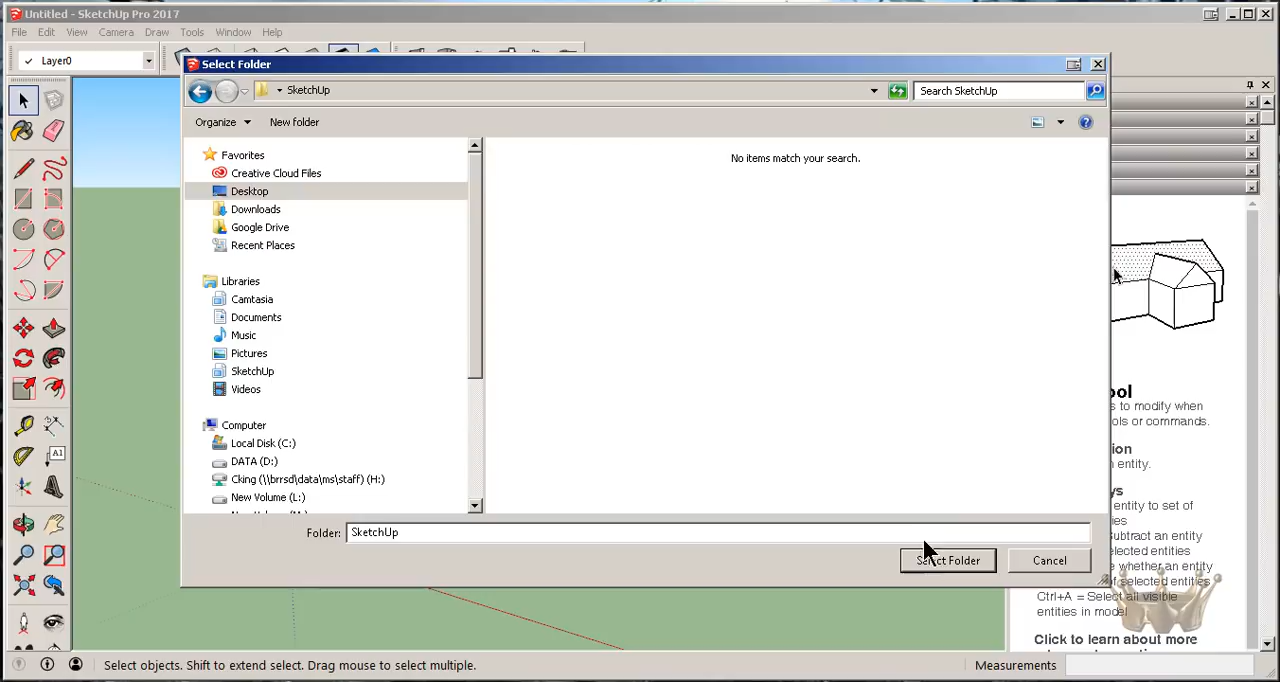 Untitled - SketchUp Pro 2017
File Edit View Camera Draw Tools Window Help
Layer0
Select Folder
SketchUp
Search SketchUp
Organize New folder
No items match your search.
Favorites
Creative Cloud Files
Desktop
Downloads
Google Drive
Recent Places
Libraries
Camtasia
Documents
Music
Pictures
SketchUp
Videos
Computer
Local Disk (C:)
DATA (D:)
Cking (\\brrsd\data\ms\staff) (H:)
New Volume (L:)
Folder: SketchUp
Select Folder Cancel
A1
ool
s to modify when
ols or commands.
ion
n entity.
ys
entity to set of
ies
ubtract an entity
elected entities
e whether an entity
of selected entities
Ctrl+A = Select all visible
entities in model
Click to learn about more
Select objects. Shift to extend select. Drag mouse to select multiple.
Measurements